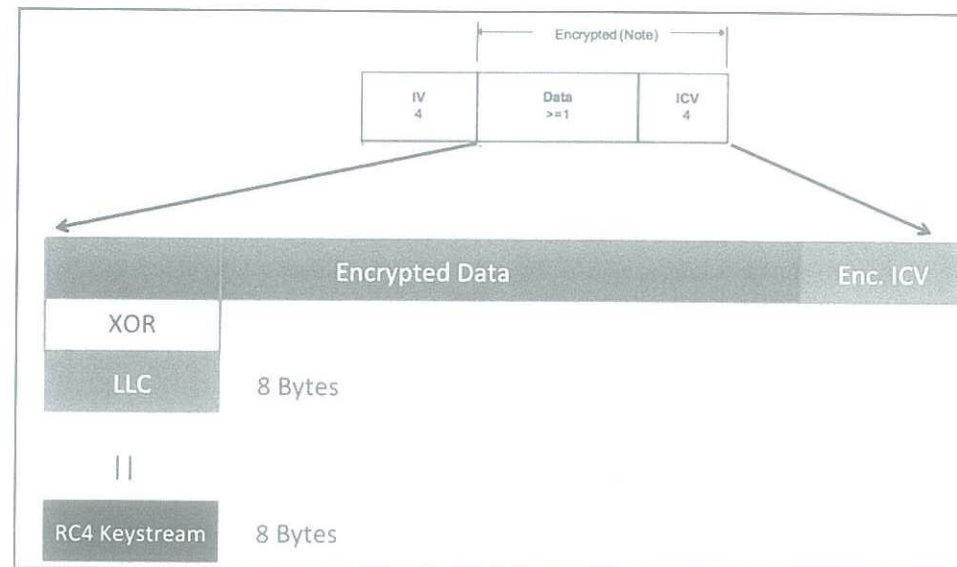 Encrypted (Note)
IV
4
Data
>=1
ICV
4
Encrypted Data
Enc. ICV
XOR
LLC
8 Bytes
||
RC4 Keystream
8 Bytes